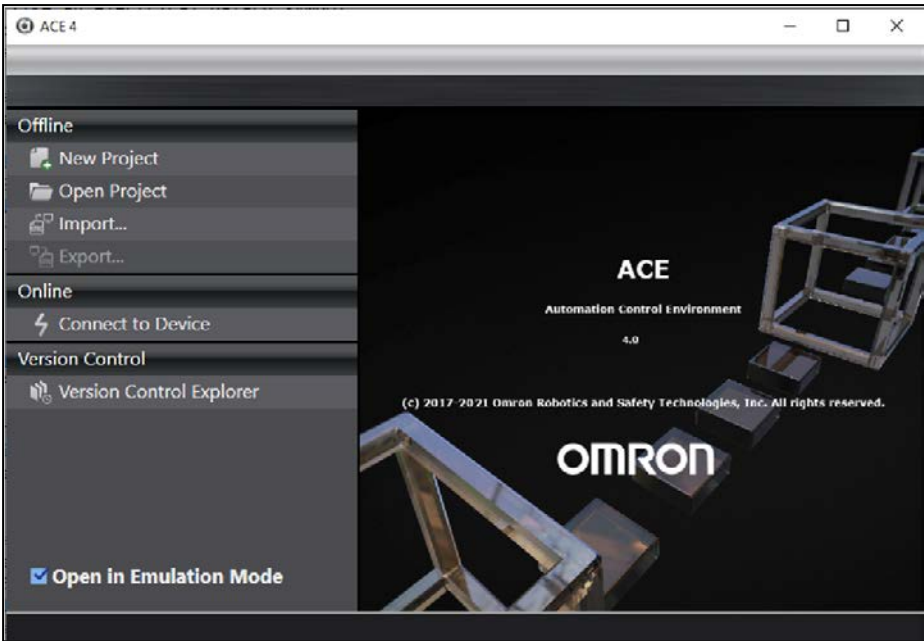 ACE 4
Offline
New Project
Open Project
Import...
Export...
Online
Connect to Device
Version Control
Version Control Explorer
Open in Emulation Mode
ACE
Automation Control Environment
4.0
(c) 2017-2021 Omron Robotics and Safety Technologies, Inc. All rights reserved.
OMRON